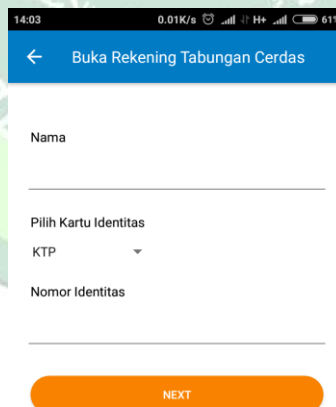 14:03 0.01K/s H+ 61%
Buka Rekening Tabungan Cerdas
Nama
Pilih Kartu Identitas
KTP
Nomor Identitas
NEXT